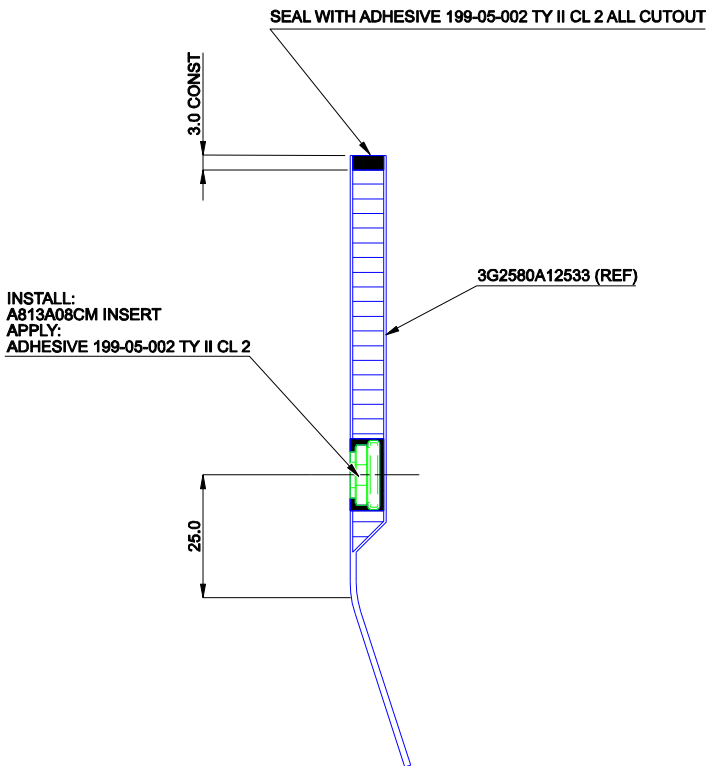 SEAL WITH ADHESIVE 199-05-002 TY II CL 2 ALL CUTOUT
3.0 CONST
3G2580A12533 (REF)
INSTALL:
A813A08CM INSERT
APPLY:
ADHESIVE 199-05-002 TY II CL 2
25.0